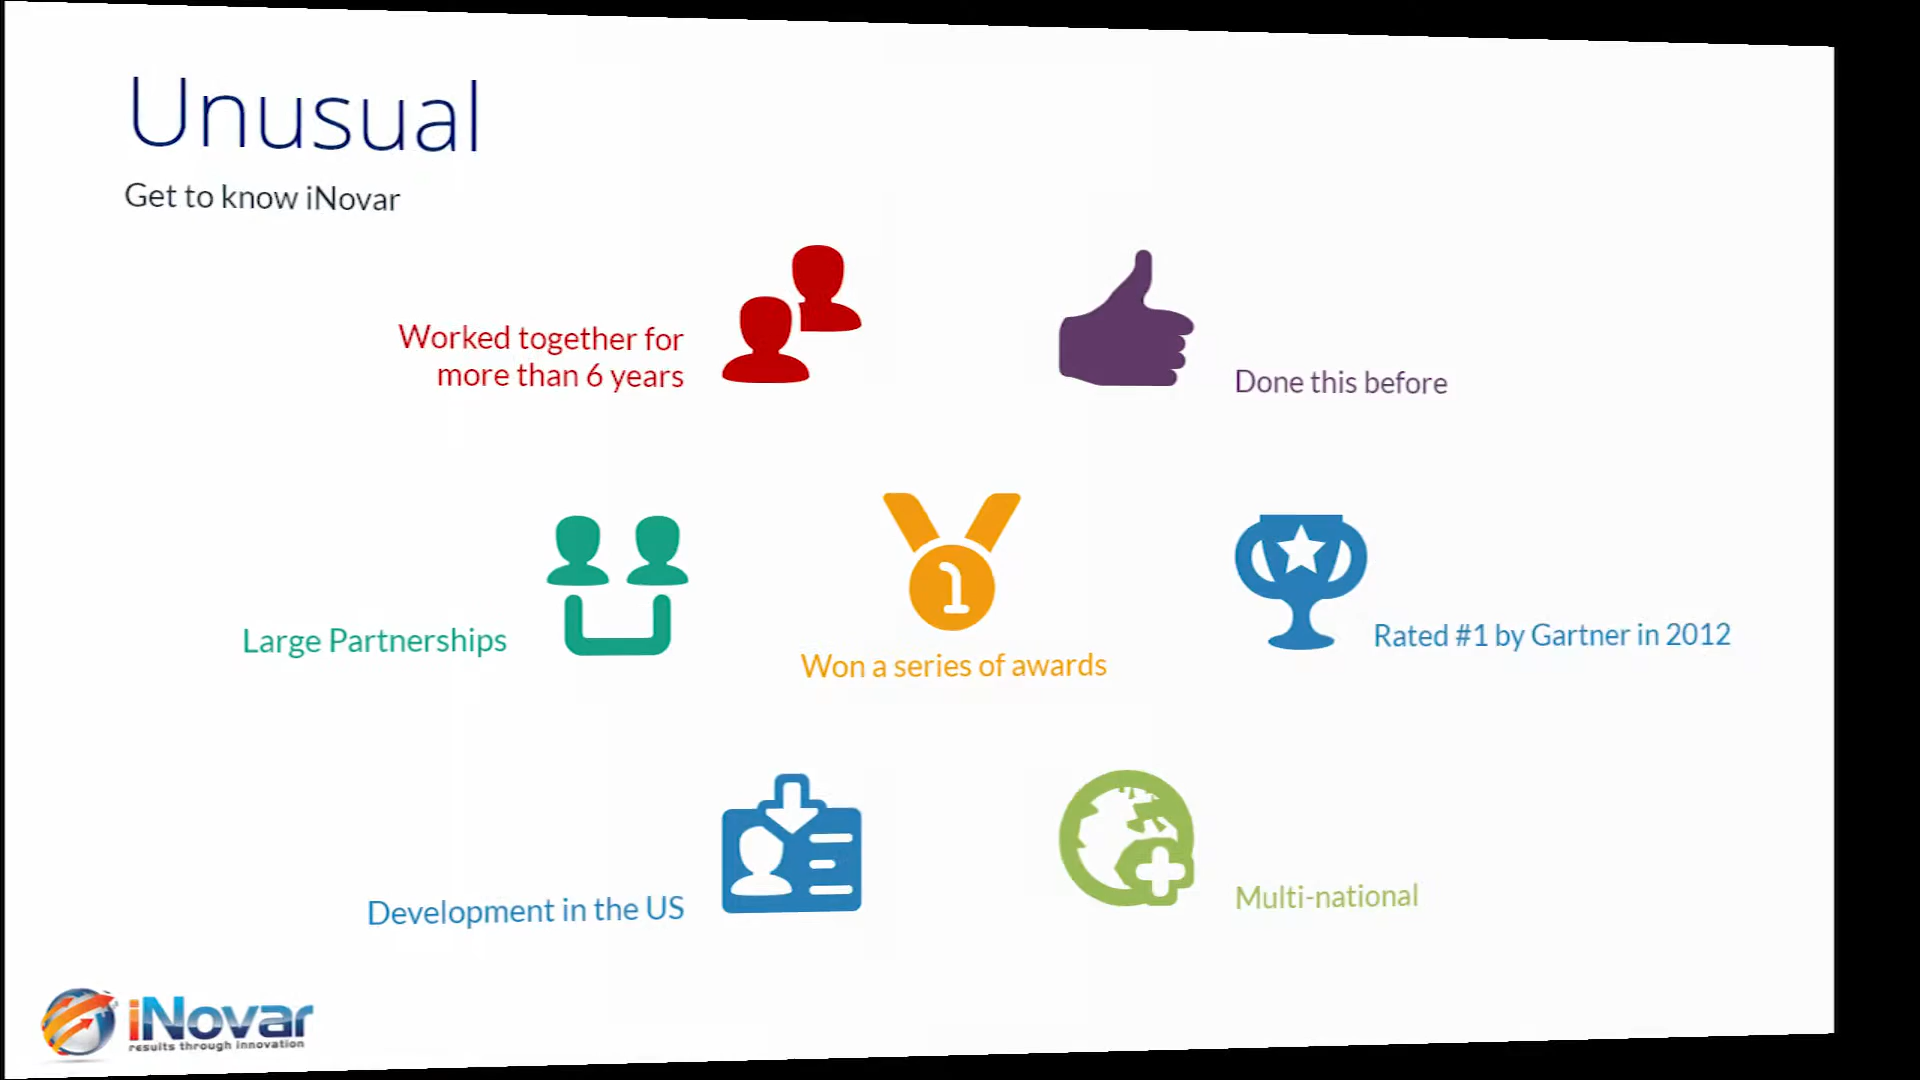 Unusual
Get to know iNovar
Worked together for
more than 6 years
Done this before
Large Partnerships
1
Won a series of awards
Rated #1 by Gartner in 2012
Development in the US
Multi-national
iNovar
results through innovation